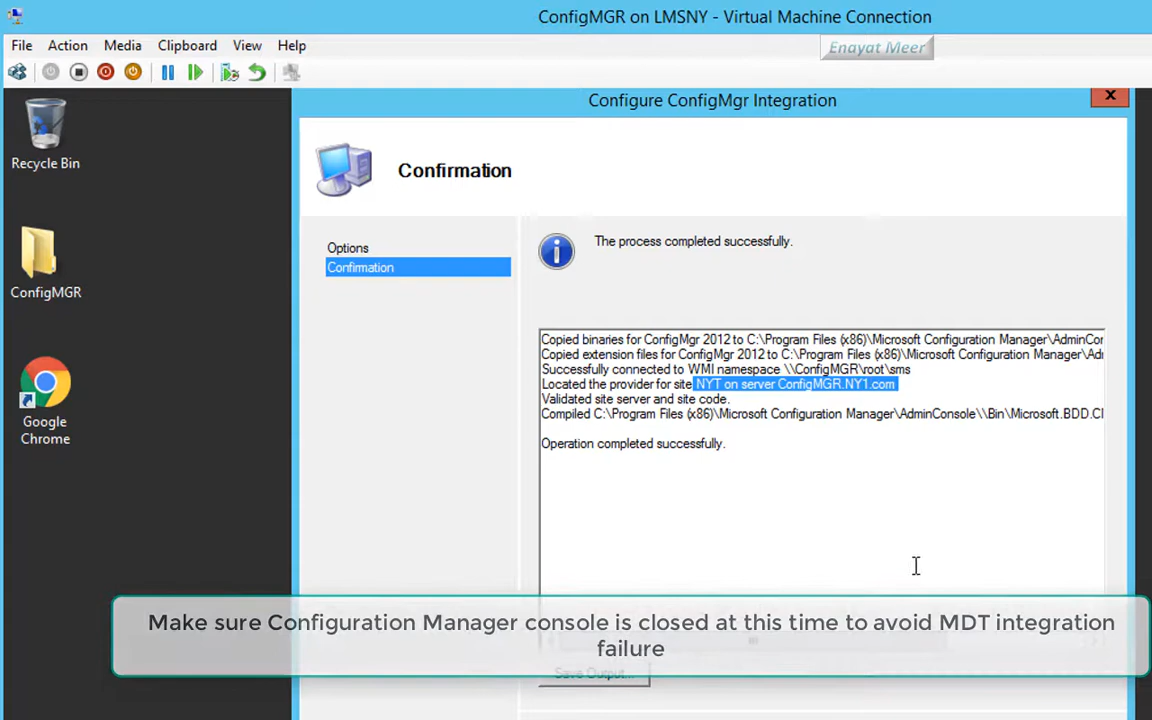 ConfigMGR on LMSNY - Virtual Machine Connection
File Action Media Clipboard View Help
Enayat Meer
Recycle Bin
ConfigMGR
Google
Chrome
Configure ConfigMgr Integration
Confirmation
Options
Confirmation
The process completed successfully.
Copied binaries for ConfigMgr 2012 to C:\Program Files (x86)\Microsoft Configuration Manager\AdminCon
Copied extension files for ConfigMgr 2012 to C:\Program Files (x86)\Microsoft Configuration Manager\Adr
Successfully connected to WMI namespace \\ConfigMGR\root\sms
Located the provider for site NYT on server ConfigMGR.NY1.com
Validated site server and site code.
Compiled C:\Program Files (x86)\Microsoft Configuration Manager\AdminConsole\\Bin\Microsoft.BDD.Cl
Operation completed successfully.
Make sure Configuration Manager console is closed at this time to avoid MDT integration
failure
Save Output...